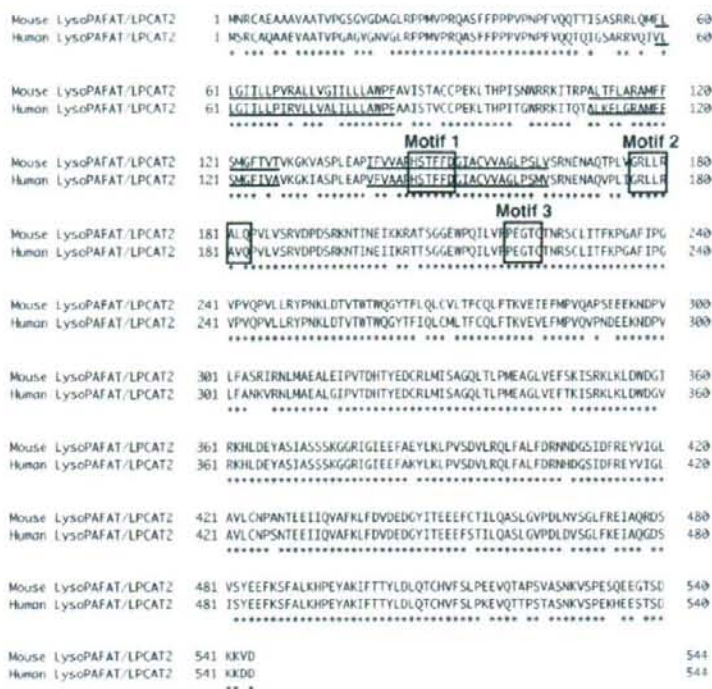 Mouse LysoPAFAT/LPCAT2 1 MNRCAEAAAVAATVPGSGVGDAGLRPPMVPRQASFFPPPVPNPFVQQTTISASRRLQMFL 60
Human LysoPAFAT/LPCAT2 1 MSRCAQAAEVAATVPGAGVGNVGLRPPMVPRQASFFPPPVPNPFVQQTQIGSARRVQIVL 60
Mouse LysoPAFAT/LPCAT2 61 LGIILLPVRALLVGIILLLAWPFAVISTACCPEKLTHPISNWRRKITRPALTFLARAMFF 120
Human LysoPAFAT/LPCAT2 61 LGIILLPIRVLLVALILLLAWPFAAISTVCCPEKLTHPITGWRRKITQTALKFLGRAMFF 120
Motif 1
Motif 2
Mouse LysoPAFAT/LPCAT2 121 SMGFTVTVKGKVASPLEAPIFVVAPHSTFFDGIACVVAGLPSLVSRNENAQTPLVGRLLR 180
Human LysoPAFAT/LPCAT2 121 SMGFIVAVKGKIASPLEAPVFVAAPHSTFFDGIACVVAGLPSMVSRNENAQVPLIGRLLR 180
Motif 3
Mouse LysoPAFAT/LPCAT2 181 ALQPVLVSRVDPDSRKNTINEIKKRATSGGEWPQILVFPEGTCTNRSCLITFKPGAFIPG 240
Human LysoPAFAT/LPCAT2 181 AVQPVLVSRVDPDSRKNTINEIIKRTTSGGEWPQILVFPEGTCTNRSCLITFKPGAFIPG 240
Mouse LysoPAFAT/LPCAT2 241 VPVQPVLLRYPNKLDTVTWTWQGYTFLQLCVLTFCQLFTKVEIEFMPVQAPSEEEKNDPV 300
Human LysoPAFAT/LPCAT2 241 VPVQPVLLRYPNKLDTVTWTWQGYTFIQLCMLTFCQLFTKVEVEFMPVQVPNDEEKNDPV 300
Mouse LysoPAFAT/LPCAT2 301 LFASRIRNLMAEALEIPVTDHTYEDCRLMISAGQLTLPMEAGLVEFSKISRKLKLDWDGI 360
Human LysoPAFAT/LPCAT2 301 LFANKVRNLMAEALGIPVTDHTYEDCRLMISAGQLTLPMEAGLVEFTKISRKLKLDWDGV 360
Mouse LysoPAFAT/LPCAT2 361 RKHLDEYASIASSSKGGRIGIEEFAEYLKLPVSDVLRQLFALFDRNNDGSIDFREYVIGL 420
Human LysoPAFAT/LPCAT2 361 RKHLDEYASIASSSKGGRIGIEEFAKYLKLPVSDVLRQLFALFDRNHDGSIDFREYVIGL 420
Mouse LysoPAFAT/LPCAT2 421 AVLCNPANTEEIIQVAFKLFDVDEDGYITEEEFCTILQASLGVPDLNVSGLFREIAQRDS 480
Human LysoPAFAT/LPCAT2 421 AVLCNPSNTEEIIQVAFKLFDVDEDGYITEEEFSTILQASLGVPDLDVSGLFKEIAQGDS 480
Mouse LysoPAFAT/LPCAT2 481 VSYEEFKSFALKHPEYAKIFTTYLDLQTCHVFSLPEEVQTAPSVASNKVSPESQEEGTSD 540
Human LysoPAFAT/LPCAT2 481 ISYEEFKSFALKHPEYAKIFTTYLDLQTCHVFSLPKEVQTTPSTASNKVSPEKHEESTSD 540
Mouse LysoPAFAT/LPCAT2 541 KKVD 544
Human LysoPAFAT/LPCAT2 541 KKDD 544